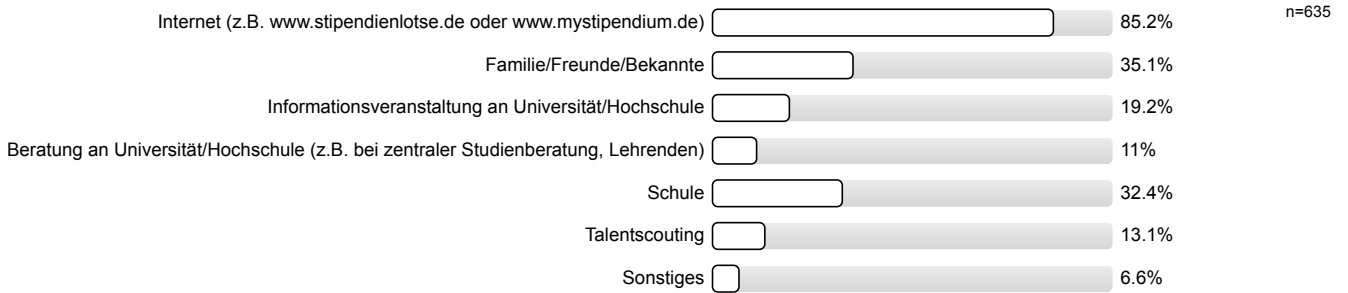 Internet (z.B. www.stipendienlotse.de oder www.mystipendium.de) 85.2% n=635
Familie/Freunde/Bekannte 35.1%
Informationsveranstaltung an Universität/Hochschule 19.2%
Beratung an Universität/Hochschule (z.B. bei zentraler Studienberatung, Lehrenden) 11%
Schule 32.4%
Talentscouting 13.1%
Sonstiges 6.6%